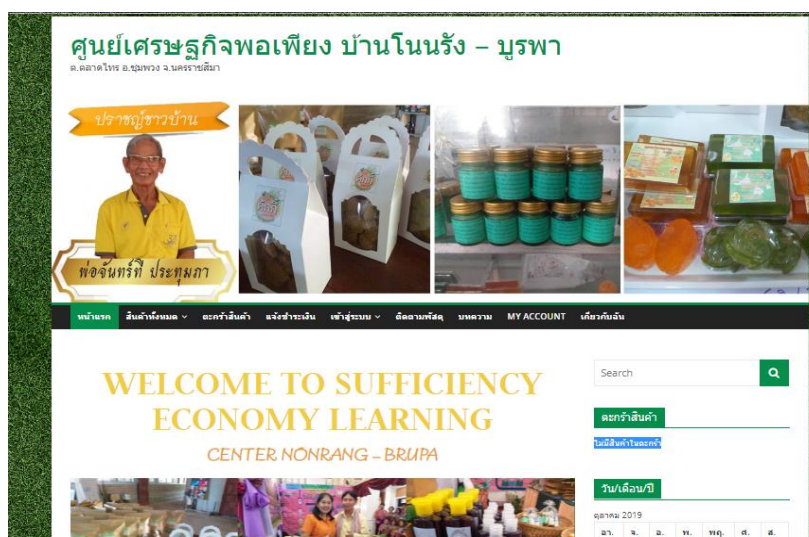 ศูนย์เศรษฐกิจพอเพียง บ้านโนนรัง – บูรพา
ต.ตลาดไทร อ.ชุมพวง จ.นครราชสีมา
ปราชญ์ชาวบ้าน
พ่อจันทร์ที ประทุมภา
หน้าแรก สินค้าทั้งหมด ตะกร้าสินค้า แจ้งชำระเงิน เข้าสู่ระบบ ติดตามพัสดุ บทความ MY ACCOUNT เกี่ยวกับฉัน
WELCOME TO SUFFICIENCY
ECONOMY LEARNING
CENTER NONRANG – BRUPA
Search
ตะกร้าสินค้า
ไม่มีสินค้าในตะกร้า
วัน/เดือน/ปี
ตุลาคม 2019
อา. จ. อ. พ. พฤ. ศ. ส.